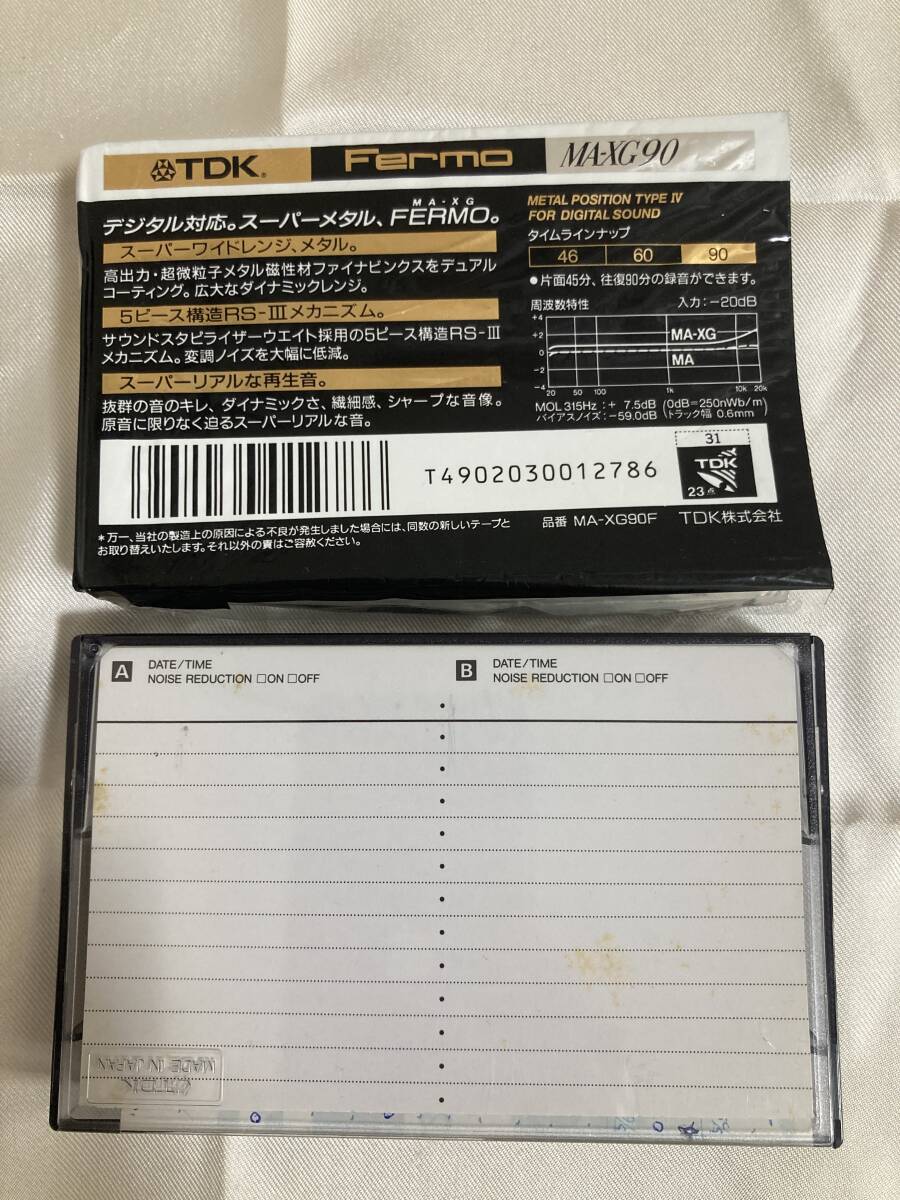 TDK® Fermo MA-XG90
MA-XG
デジタル対応。スーパーメタル、FERMO。
スーパーワイドレンジ、メタル。
高出力・超微粒子メタル磁性材ファイナビンクスをデュアル
コーティング。広大なダイナミックレンジ。
5ピース構造RS-Ⅲメカニズム。
サウンドスタビライザーウエイト採用の5ピース構造RS-Ⅲ
メカニズム。変調ノイズを大幅に低減。
スーパーリアルな再生音。
抜群の音のキレ、ダイナミックさ、繊細感、シャープな音像。
原音に限りなく迫るスーパーリアルな音。
METAL POSITION TYPE IV
FOR DIGITAL SOUND
タイムラインナップ
46 60 90
●片面45分、往復90分の録音ができます。
周波数特性 入力:-20dB
+4
+2
0
-2
-4
MA-XG
MA
20 50 100 1k 10k 20k
MOL 315Hz:+ 7.5dB (0dB=250nWb/m)
バイアスノイズ:-59.0dB (トラック幅 0.6mm)
T4902030012786
31
TDK
23点
*万一、当社の製造上の原因による不良が発生しました場合には、同数の新しいテープと
お取り替えいたします。それ以外の責はご容赦ください。
品番 MA-XG90F TDK株式会社
A DATE/TIME
NOISE REDUCTION □ON □OFF
B DATE/TIME
NOISE REDUCTION □ON □OFF
TDK
MADE IN JAPAN